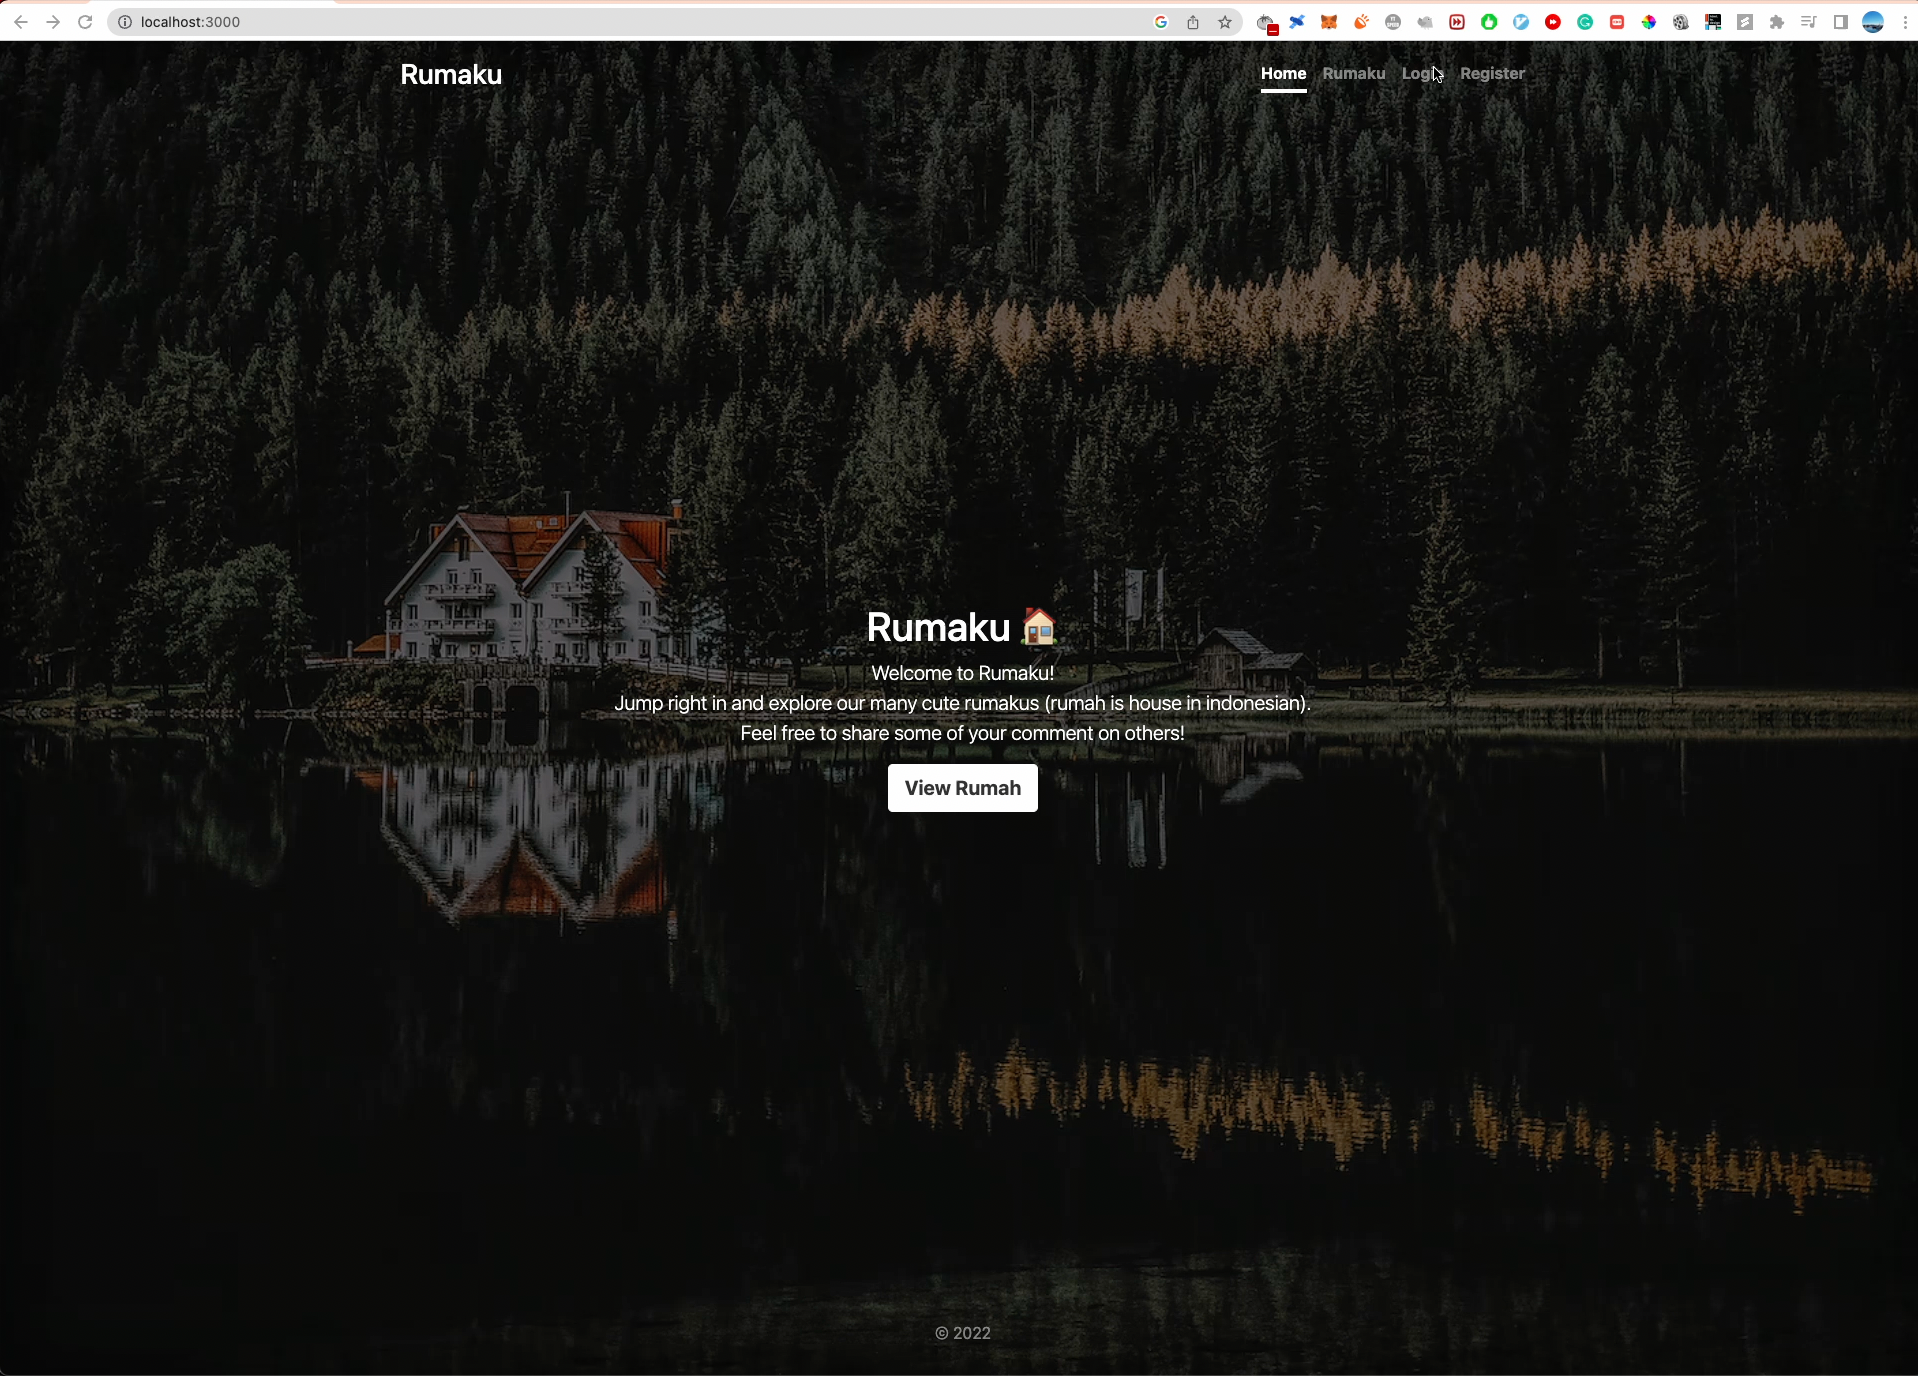 localhost:3000
Rumaku
Home Rumaku Login Register
Rumaku
Welcome to Rumaku!
Jump right in and explore our many cute rumakus (rumah is house in indonesian).
Feel free to share some of your comment on others!
View Rumah
© 2022